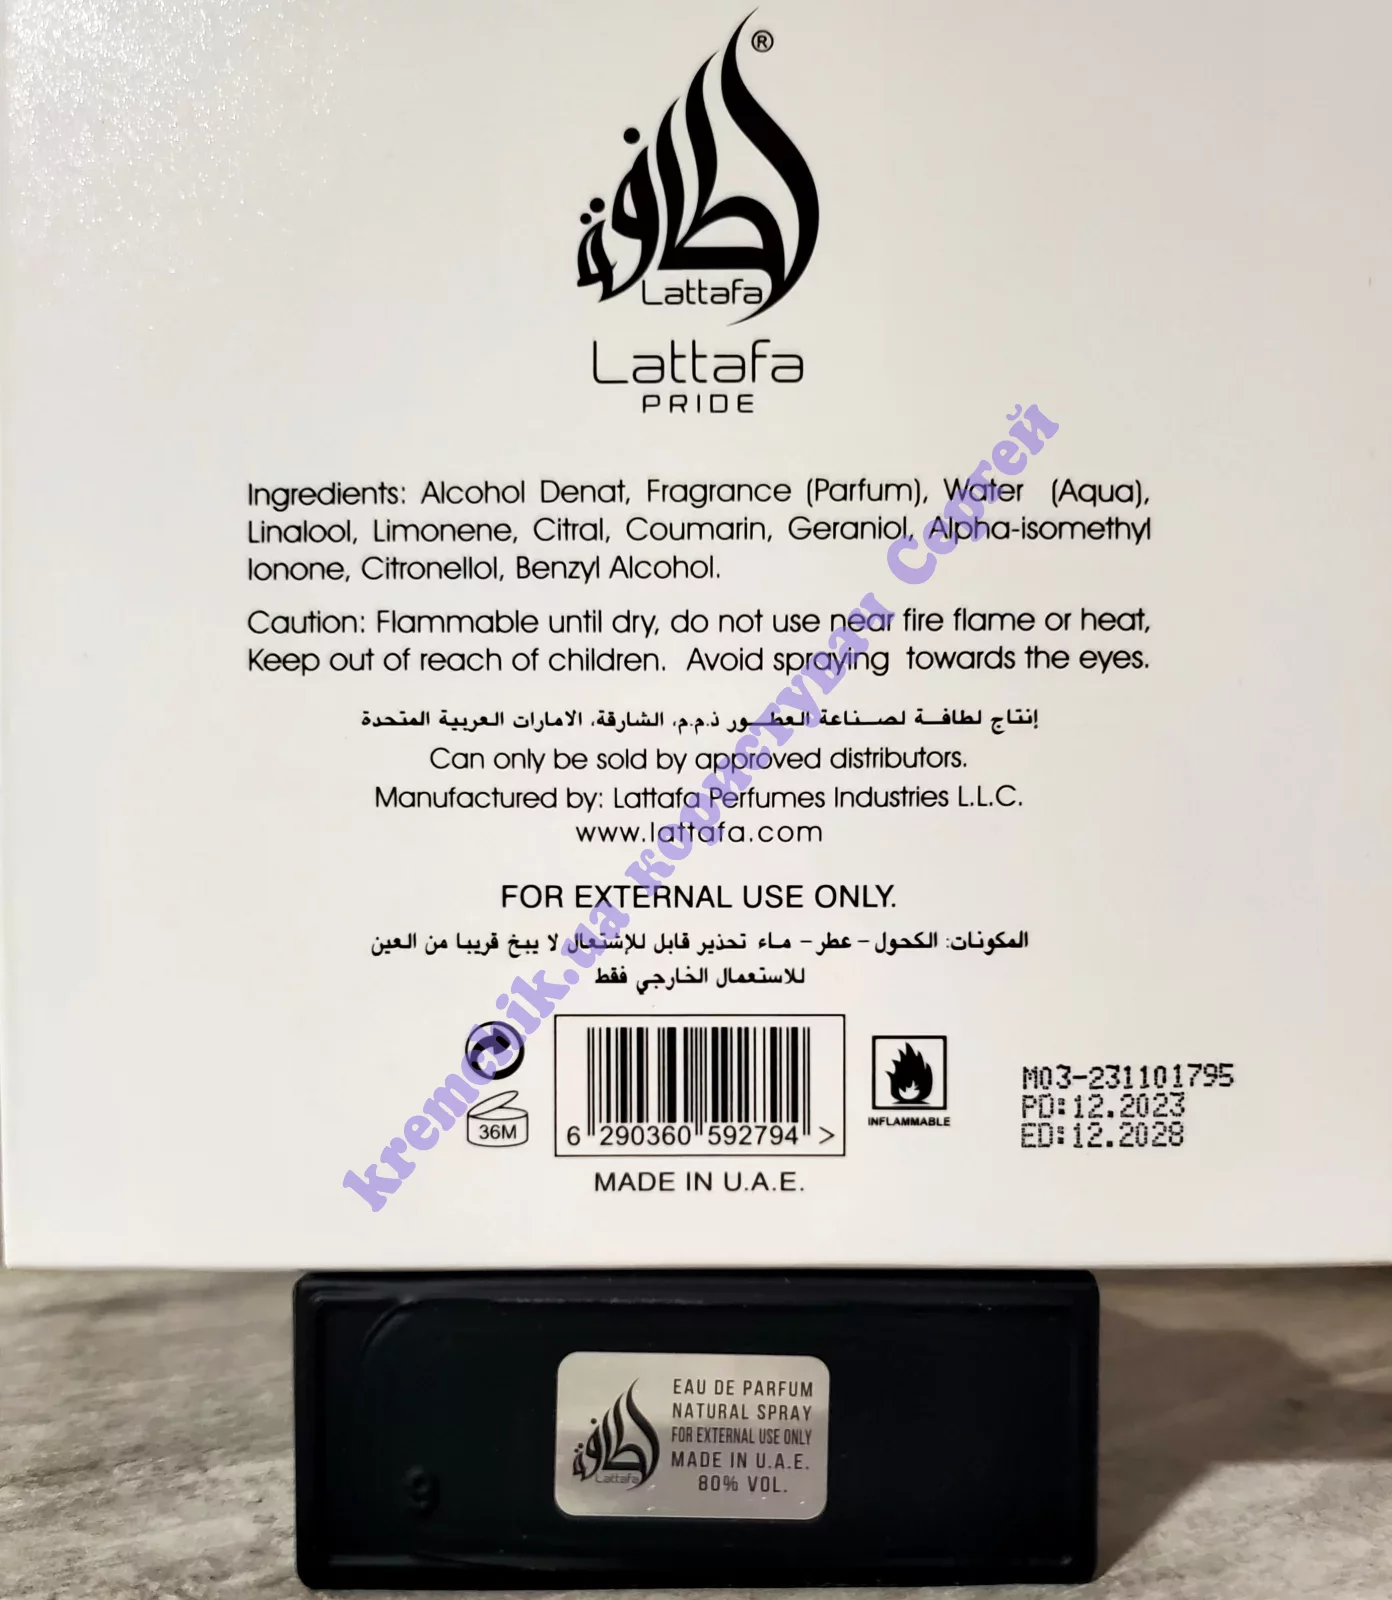 ®
لطافة
Lattafa
Lattafa
PRIDE
Ingredients: Alcohol Denat, Fragrance (Parfum), Water (Aqua),
Linalool, Limonene, Citral, Coumarin, Geraniol, Alpha-isomethyl
Ionone, Citronellol, Benzyl Alcohol.
Caution: Flammable until dry, do not use near fire flame or heat,
Keep out of reach of children. Avoid spraying towards the eyes.
إنتاج لطافة لصناعة العطور ذ.م.م، الشارقة، الامارات العربية المتحدة
Can only be sold by approved distributors.
Manufactured by: Lattafa Perfumes Industries L.L.C.
www.lattafa.com
FOR EXTERNAL USE ONLY.
المكونات: الكحول - عطر - ماء تحذير قابل للإشتعال لا يبخ قريبا من العين
للاستعمال الخارجي فقط
36M
6 290360 592794 >
INFLAMMABLE
M03-231101795
PD:12.2023
ED:12.2028
MADE IN U.A.E.
kremchik.ua користувач Сергей
لطافة
Lattafa
EAU DE PARFUM
NATURAL SPRAY
FOR EXTERNAL USE ONLY
MADE IN U.A.E.
80% VOL.
9